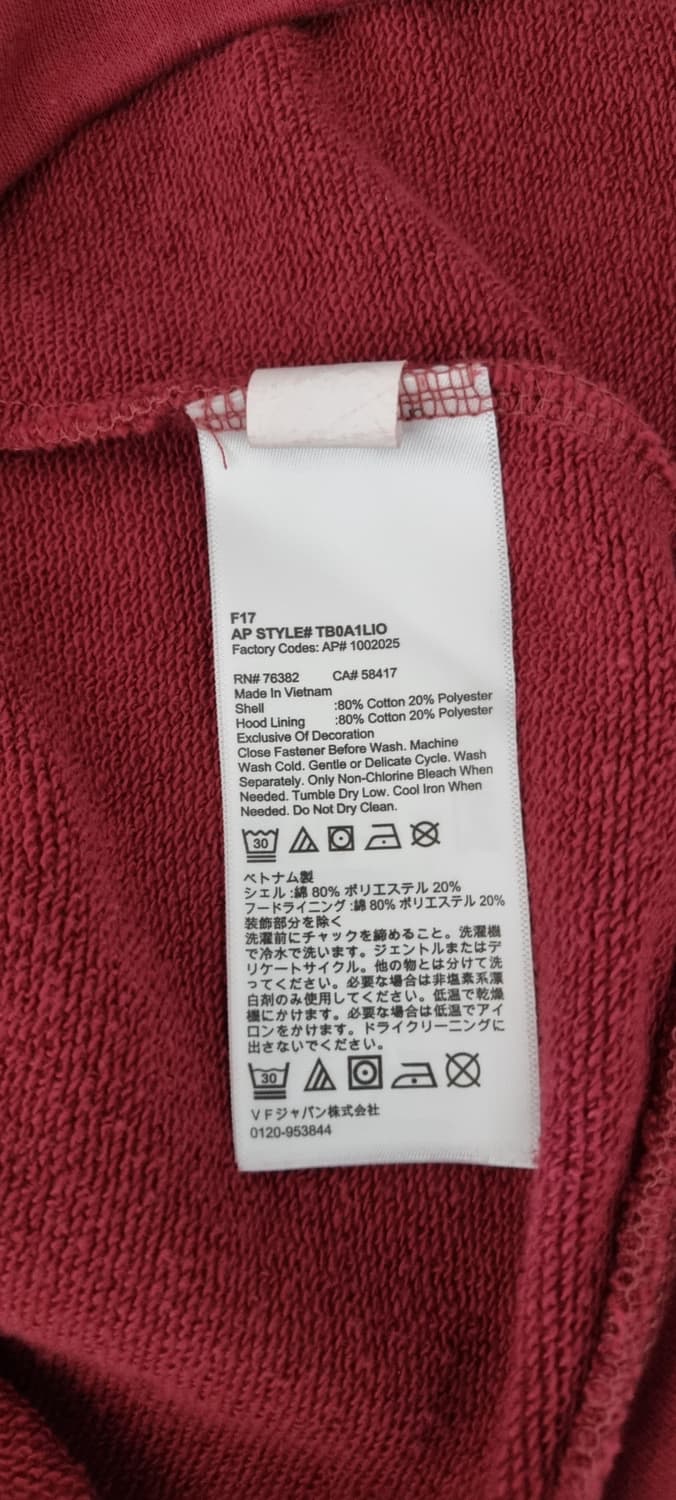 F17
AP STYLE# TB0A1LIO
Factory Codes: AP# 1002025
RN# 76382 CA# 58417
Made In Vietnam
Shell :80% Cotton 20% Polyester
Hood Lining :80% Cotton 20% Polyester
Exclusive Of Decoration
Close Fastener Before Wash. Machine
Wash Cold. Gentle or Delicate Cycle. Wash
Separately. Only Non-Chlorine Bleach When
Needed. Tumble Dry Low. Cool Iron When
Needed. Do Not Dry Clean.
30
ベトナム製
シェル :綿 80% ポリエステル 20%
フードライニング :綿 80% ポリエステル 20%
装飾部分を除く
洗濯前にチャックを締めること。洗濯機
で冷水で洗います。ジェントルまたはデ
リケートサイクル。他の物とは分けて洗
ってください。必要な場合は非塩素系漂
白剤のみ使用してください。低温で乾燥
機にかけます。必要な場合は低温でアイ
ロンをかけます。ドライクリーニングに
出さないでください。
30
VFジャパン株式会社
0120-953844